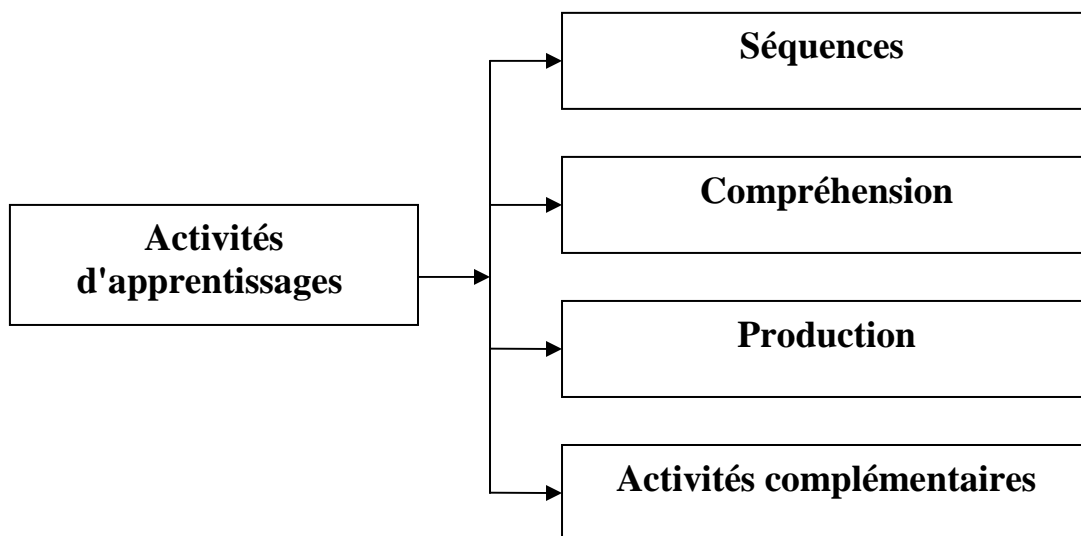 Séquences
Compréhension
Activités
d'apprentissages
Production
Activités complémentaires